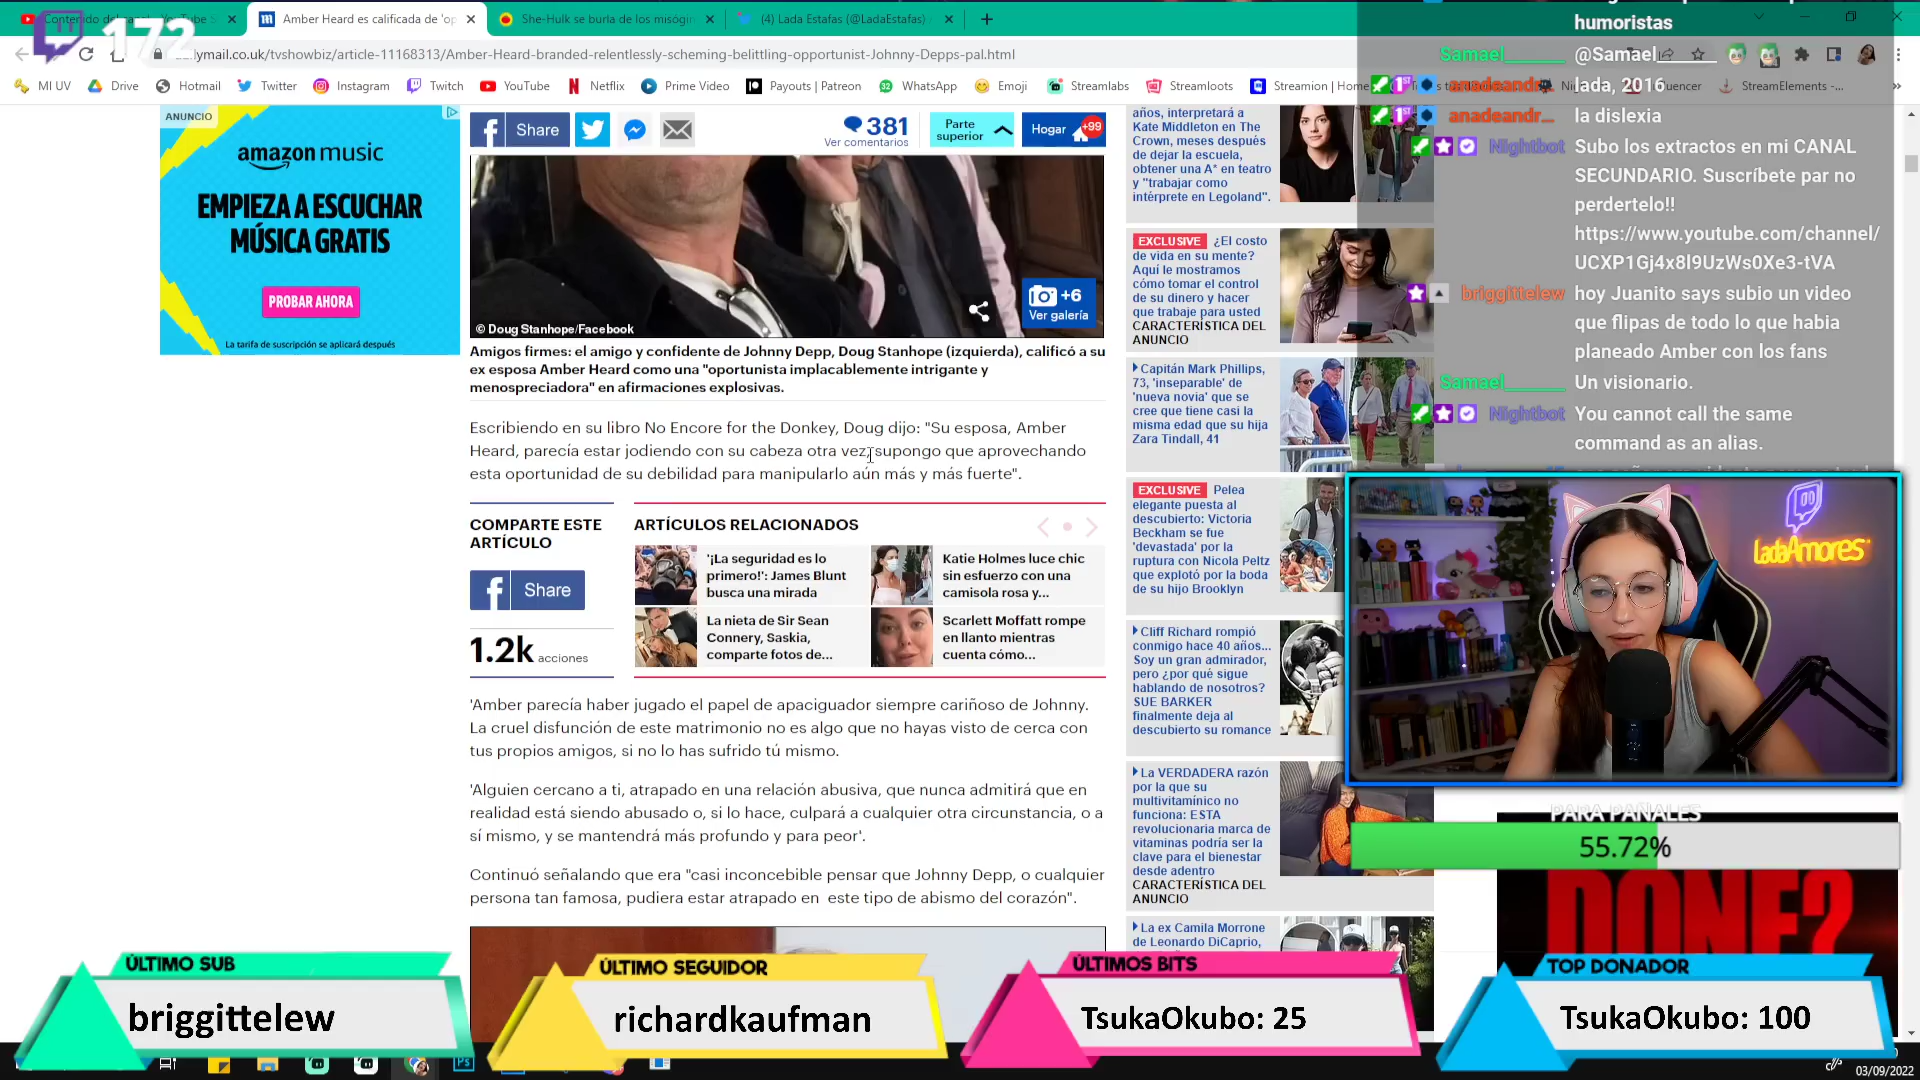 Amber Heard es calificada de 'op
She-Hulk se burla de los misógin
(4) Lada Estafas (@LadaEstafas)
172
ilymail.co.uk/tvshowbiz/article-11168313/Amber-Heard-branded-relentlessly-scheming-belittling-opportunist-Johnny-Depps-pal.html
MI UV Drive Hotmail Twitter Instagram Twitch YouTube Netflix Prime Video Payouts | Patreon WhatsApp Emoji Streamlabs Streamloots Streamion | Home StreamElements -...
ANUNCIO
amazon music
EMPIEZA A ESCUCHAR
MÚSICA GRATIS
PROBAR AHORA
La tarifa de suscripción se aplicará después
Share
381
Ver comentarios
Parte
superior
Hogar
+99
+6
Ver galería
© Doug Stanhope/Facebook
Amigos firmes: el amigo y confidente de Johnny Depp, Doug Stanhope (izquierda), calificó a su
ex esposa Amber Heard como una "oportunista implacablemente intrigante y
menospreciadora" en afirmaciones explosivas.
Escribiendo en su libro No Encore for the Donkey, Doug dijo: "Su esposa, Amber
Heard, parecía estar jodiendo con su cabeza otra vez, supongo que aprovechando
esta oportunidad de su debilidad para manipularlo aún más y más fuerte".
COMPARTE ESTE
ARTÍCULO
Share
1.2k acciones
ARTÍCULOS RELACIONADOS
'¡La seguridad es lo
primero!': James Blunt
busca una mirada
Katie Holmes luce chic
sin esfuerzo con una
camisola rosa y...
La nieta de Sir Sean
Connery, Saskia,
comparte fotos de...
Scarlett Moffatt rompe
en llanto mientras
cuenta cómo...
'Amber parecía haber jugado el papel de apaciguador siempre cariñoso de Johnny.
La cruel disfunción de este matrimonio no es algo que no hayas visto de cerca con
tus propios amigos, si no lo has sufrido tú mismo.
'Alguien cercano a ti, atrapado en una relación abusiva, que nunca admitirá que en
realidad está siendo abusado o, si lo hace, culpará a cualquier otra circunstancia, o a
sí mismo, y se mantendrá más profundo y para peor'.
Continuó señalando que era "casi inconcebible pensar que Johnny Depp, o cualquier
persona tan famosa, pudiera estar atrapado en este tipo de abismo del corazón".
años, interpretará a
Kate Middleton en The
Crown, meses después
de dejar la escuela,
obtener una A* en teatro
y "trabajar como
intérprete en Legoland".
EXCLUSIVE ¿El costo
de vida en su mente?
Aquí le mostramos
cómo tomar el control
de su dinero y hacer
que trabaje para usted
CARACTERÍSTICA DEL
ANUNCIO
Capitán Mark Phillips,
73, 'inseparable' de
'nueva novia' que se
cree que tiene casi la
misma edad que su hija
Zara Tindall, 41
EXCLUSIVE Pelea
elegante puesta al
descubierto: Victoria
Beckham se fue
'devastada' por la
ruptura con Nicola Peltz
que explotó por la boda
de su hijo Brooklyn
Cliff Richard rompió
conmigo hace 40 años...
Soy un gran admirador,
pero ¿por qué sigue
hablando de nosotros?
SUE BARKER
finalmente deja al
descubierto su romance
La VERDADERA razón
por la que su
multivitamínico no
funciona: ESTA
revolucionaria marca de
vitaminas podría ser la
clave para el bienestar
desde adentro
CARACTERÍSTICA DEL
ANUNCIO
La ex Camila Morrone
de Leonardo DiCaprio,
humoristas
Samael______ @Samael______
anadeandr... lada, 2016
anadeandr... la dislexia
Nightbot Subo los extractos en mi CANAL
SECUNDARIO. Suscríbete par no
perdertelo!!
https://www.youtube.com/channel/
UCXP1Gj4x8l9UzWs0Xe3-tVA
briggittelew hoy Juanito says subio un video
que flipas de todo lo que habia
planeado Amber con los fans
Samael______ Un visionario.
Nightbot You cannot call the same
command as an alias.
LadaAmores
PARA PAÑALES
55.72%
DONE?
ÚLTIMO SUB
briggittelew
ÚLTIMO SEGUIDOR
richardkaufman
ÚLTIMOS BITS
TsukaOkubo: 25
TOP DONADOR
TsukaOkubo: 100
03/09/2022